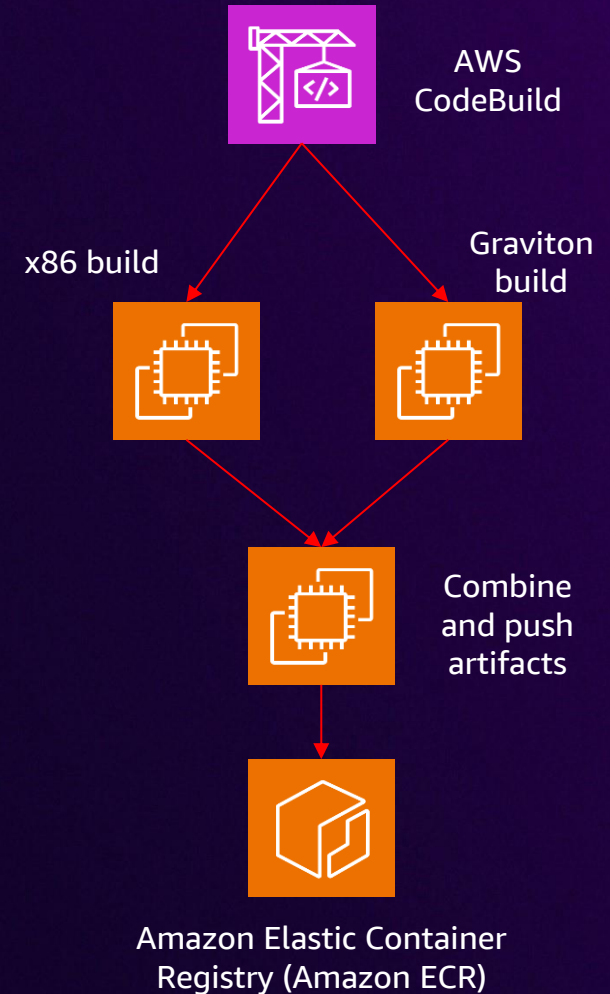 </>
AWS
CodeBuild
x86 build
Graviton
build
Combine
and push
artifacts
Amazon Elastic Container
Registry (Amazon ECR)